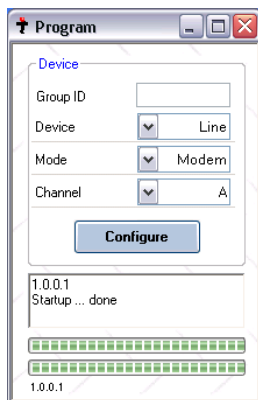 Program
Device
Group ID
Device Line
Mode Modem
Channel A
Configure
1.0.0.1
Startup ... done
1.0.0.1